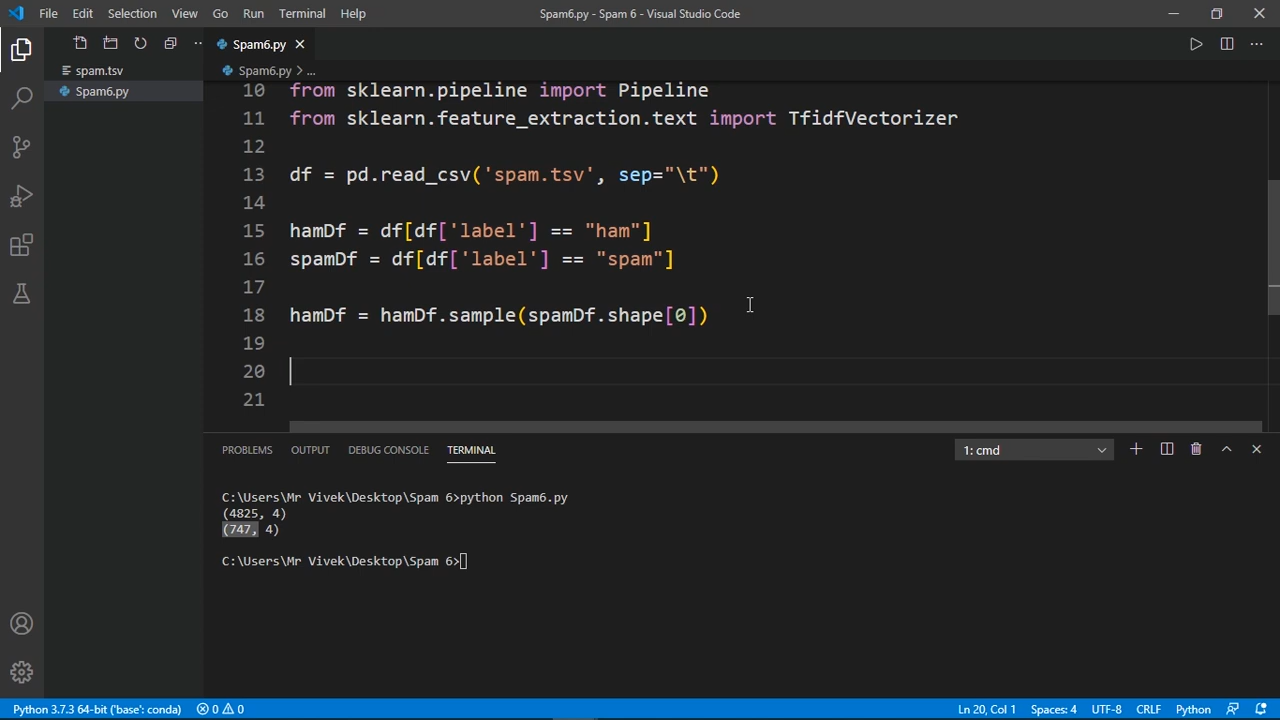 File Edit Selection View Go Run Terminal Help Spam6.py - Spam 6 - Visual Studio Code
Spam6.py
Spam6.py > ...
spam.tsv
Spam6.py
10 from sklearn.pipeline import Pipeline
11 from sklearn.feature_extraction.text import TfidfVectorizer
12
13 df = pd.read_csv('spam.tsv', sep="\t")
14
15 hamDf = df[df['label'] == "ham"]
16 spamDf = df[df['label'] == "spam"]
17
18 hamDf = hamDf.sample(spamDf.shape[0])
19
20
21
PROBLEMS OUTPUT DEBUG CONSOLE TERMINAL 1: cmd
C:\Users\Mr Vivek\Desktop\Spam 6>python Spam6.py
(4825, 4)
(747, 4)
C:\Users\Mr Vivek\Desktop\Spam 6>
Python 3.7.3 64-bit ('base': conda) 0 0 Ln 20, Col 1 Spaces: 4 UTF-8 CRLF Python